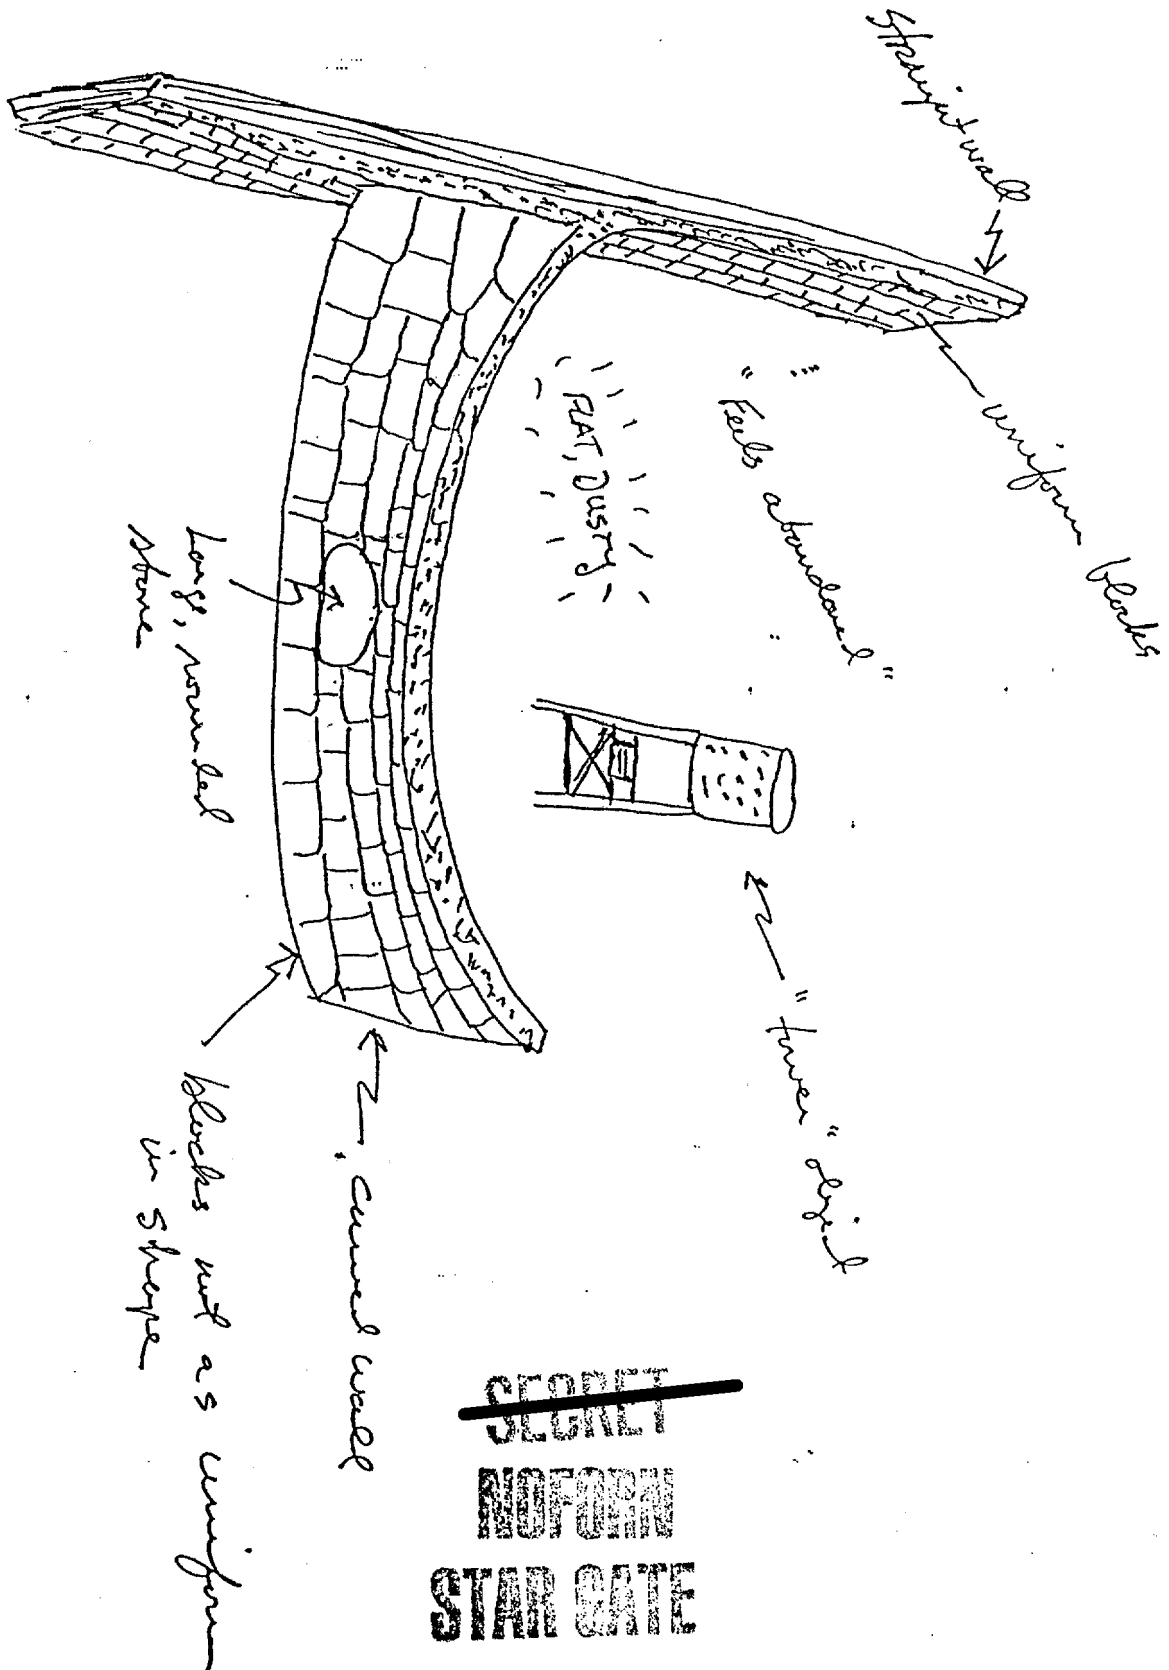 Straight wall
uniform blocks
"Feels abandoned"
FLAT, DUSTY
"tower" object
Large, rounded
stone
curved wall
blocks not as uniform
in shape
SECRET
NOFORN
STAR GATE